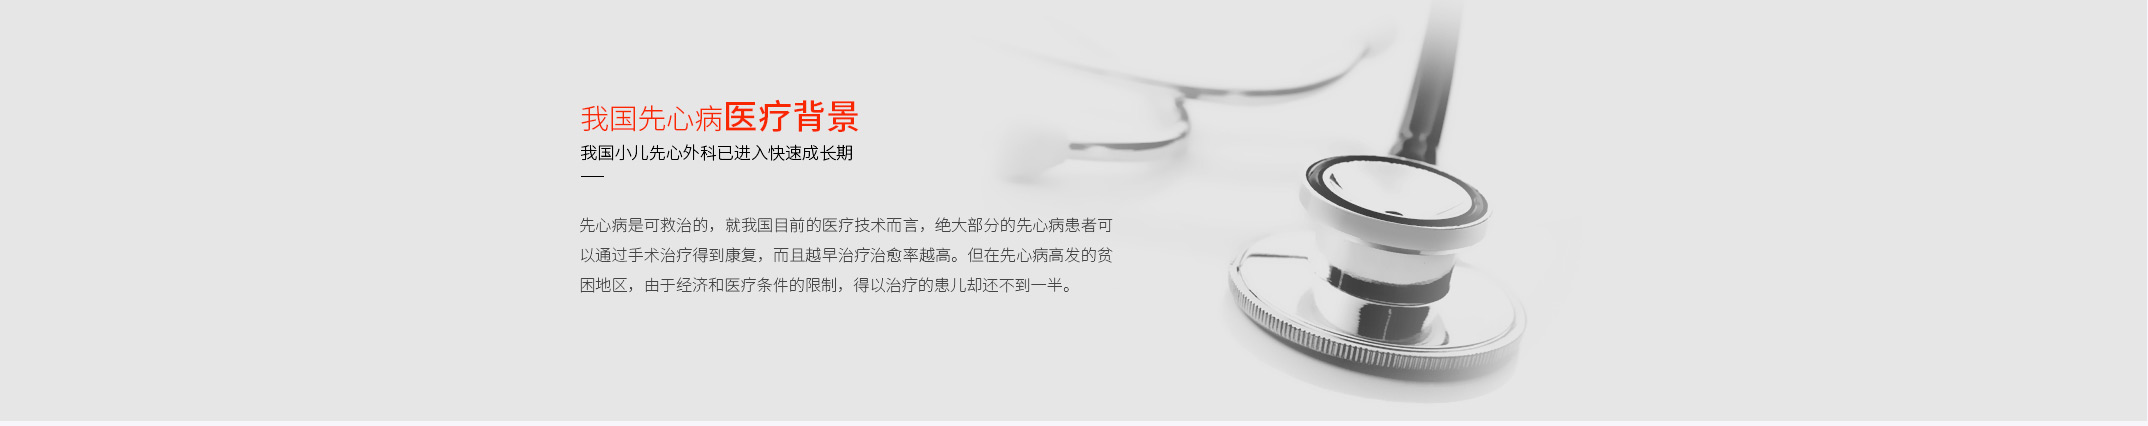 我国先心病医疗背景
我国小儿先心外科已进入快速成长期
先心病是可救治的，就我国目前的医疗技术而言，绝大部分的先心病患者可
以通过手术治疗得到康复，而且越早治疗治愈率越高。但在先心病高发的贫
困地区，由于经济和医疗条件的限制，得以治疗的患儿却还不到一半。